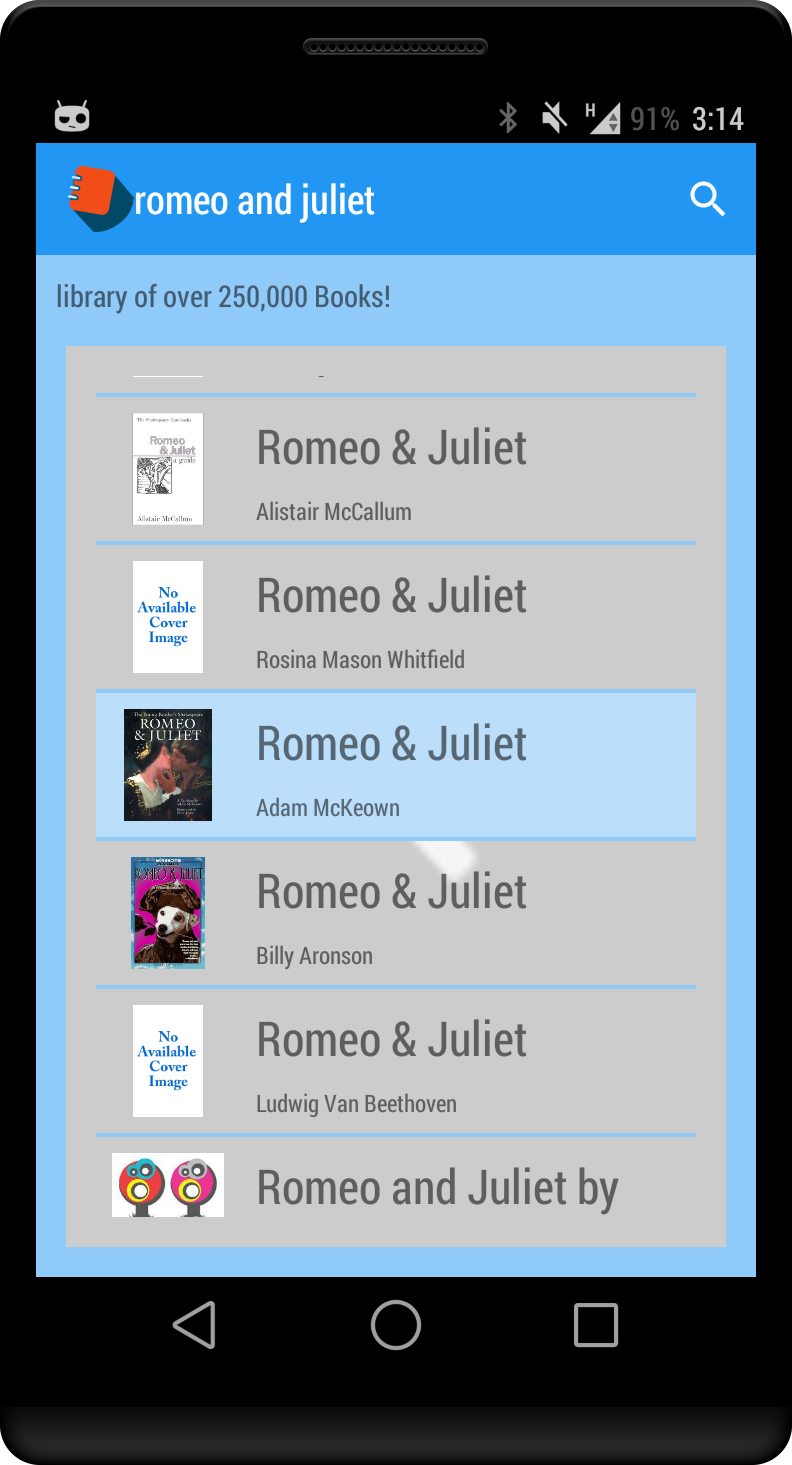 H 91% 3:14
romeo and juliet
library of over 250,000 Books!
The Shakespeare Handbooks
Romeo
& Juliet
a guide
Alistair McCallum
Romeo & Juliet
Alistair McCallum
No
Available
Cover
Image
Romeo & Juliet
Rosina Mason Whitfield
The Young Reader's Shakespeare
ROMEO
& JULIET
Romeo & Juliet
Adam McKeown
WISHBONE
ROMEO & JULIET
Romeo & Juliet
Billy Aronson
No
Available
Cover
Image
Romeo & Juliet
Ludwig Van Beethoven
Romeo and Juliet by